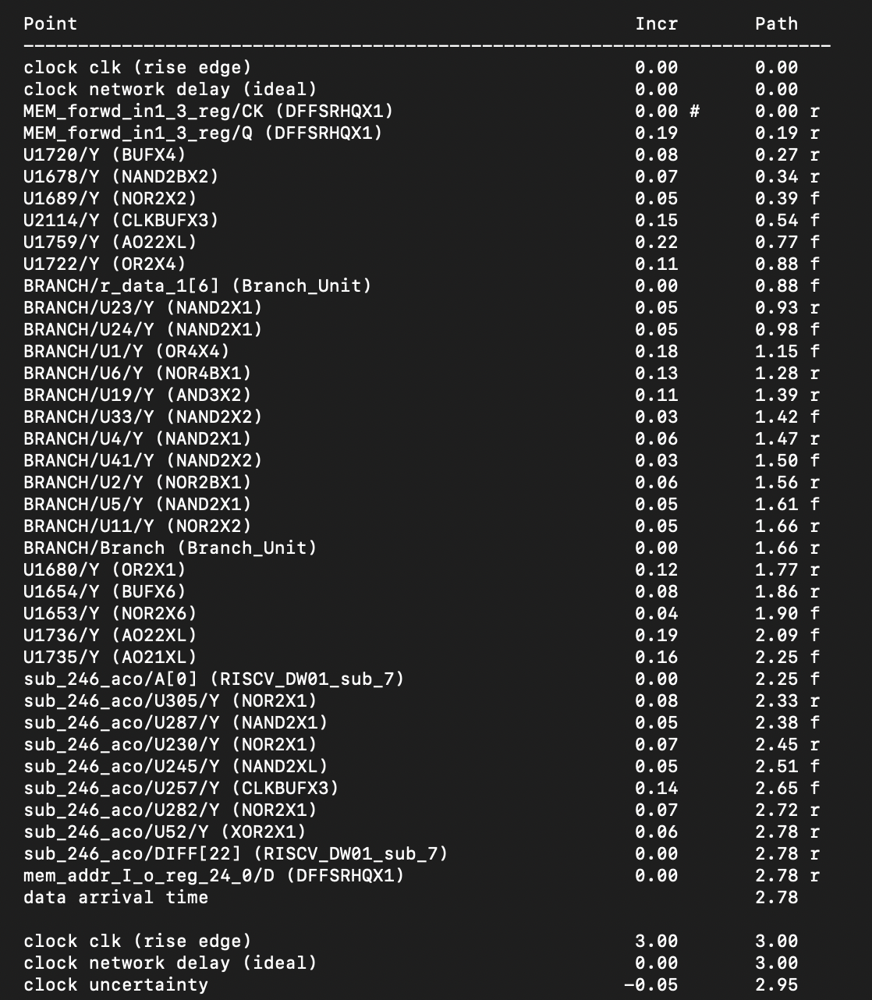 Point Incr Path
--------------------------------------------------------------------------
clock clk (rise edge) 0.00 0.00
clock network delay (ideal) 0.00 0.00
MEM_forwd_in1_3_reg/CK (DFFSRHQX1) 0.00 # 0.00 r
MEM_forwd_in1_3_reg/Q (DFFSRHQX1) 0.19 0.19 r
U1720/Y (BUFX4) 0.08 0.27 r
U1678/Y (NAND2BX2) 0.07 0.34 r
U1689/Y (NOR2X2) 0.05 0.39 f
U2114/Y (CLKBUFX3) 0.15 0.54 f
U1759/Y (AO22XL) 0.22 0.77 f
U1722/Y (OR2X4) 0.11 0.88 f
BRANCH/r_data_1[6] (Branch_Unit) 0.00 0.88 f
BRANCH/U23/Y (NAND2X1) 0.05 0.93 r
BRANCH/U24/Y (NAND2X1) 0.05 0.98 f
BRANCH/U1/Y (OR4X4) 0.18 1.15 f
BRANCH/U6/Y (NOR4BX1) 0.13 1.28 r
BRANCH/U19/Y (AND3X2) 0.11 1.39 r
BRANCH/U33/Y (NAND2X2) 0.03 1.42 f
BRANCH/U4/Y (NAND2X1) 0.06 1.47 r
BRANCH/U41/Y (NAND2X2) 0.03 1.50 f
BRANCH/U2/Y (NOR2BX1) 0.06 1.56 r
BRANCH/U5/Y (NAND2X1) 0.05 1.61 f
BRANCH/U11/Y (NOR2X2) 0.05 1.66 r
BRANCH/Branch (Branch_Unit) 0.00 1.66 r
U1680/Y (OR2X1) 0.12 1.77 r
U1654/Y (BUFX6) 0.08 1.86 r
U1653/Y (NOR2X6) 0.04 1.90 f
U1736/Y (AO22XL) 0.19 2.09 f
U1735/Y (AO21XL) 0.16 2.25 f
sub_246_aco/A[0] (RISCV_DW01_sub_7) 0.00 2.25 f
sub_246_aco/U305/Y (NOR2X1) 0.08 2.33 r
sub_246_aco/U287/Y (NAND2X1) 0.05 2.38 f
sub_246_aco/U230/Y (NOR2X1) 0.07 2.45 r
sub_246_aco/U245/Y (NAND2XL) 0.05 2.51 f
sub_246_aco/U257/Y (CLKBUFX3) 0.14 2.65 f
sub_246_aco/U282/Y (NOR2X1) 0.07 2.72 r
sub_246_aco/U52/Y (XOR2X1) 0.06 2.78 r
sub_246_aco/DIFF[22] (RISCV_DW01_sub_7) 0.00 2.78 r
mem_addr_I_o_reg_24_0/D (DFFSRHQX1) 0.00 2.78 r
data arrival time 2.78
clock clk (rise edge) 3.00 3.00
clock network delay (ideal) 0.00 3.00
clock uncertainty -0.05 2.95